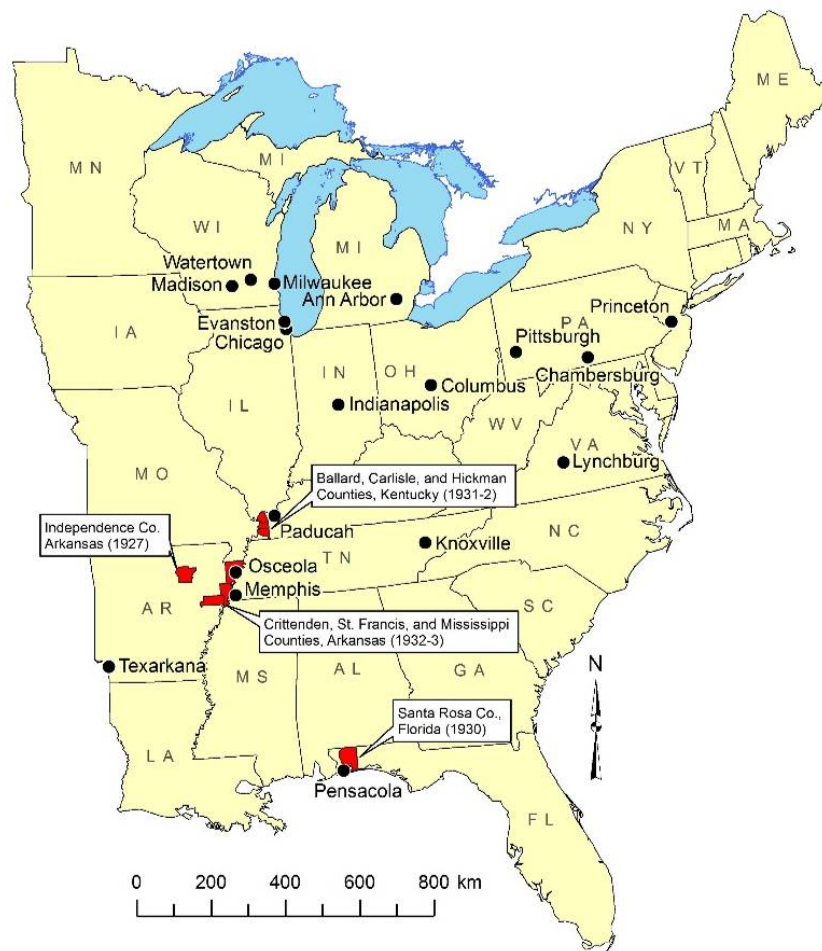 ME
MN
MI
VT
WI
NY
MA
MI
Watertown
Madison
Milwaukee
Ann Arbor
Princeton
IA
Evanston
Chicago
PA
Pittsburgh
Chambersburg
IN
OH
Columbus
IL
Indianapolis
WV
VA
Lynchburg
MO
Ballard, Carlisle, and Hickman
Counties, Kentucky (1931-2)
Independence Co.
Arkansas (1927)
Paducah
NC
Knoxville
TN
Osceola
Memphis
AR
SC
Crittenden, St. Francis, and Mississippi
Counties, Arkansas (1932-3)
Texarkana
MS
AL
GA
N
Santa Rosa Co.,
Florida (1930)
LA
Pensacola
FL
0 200 400 600 800 km